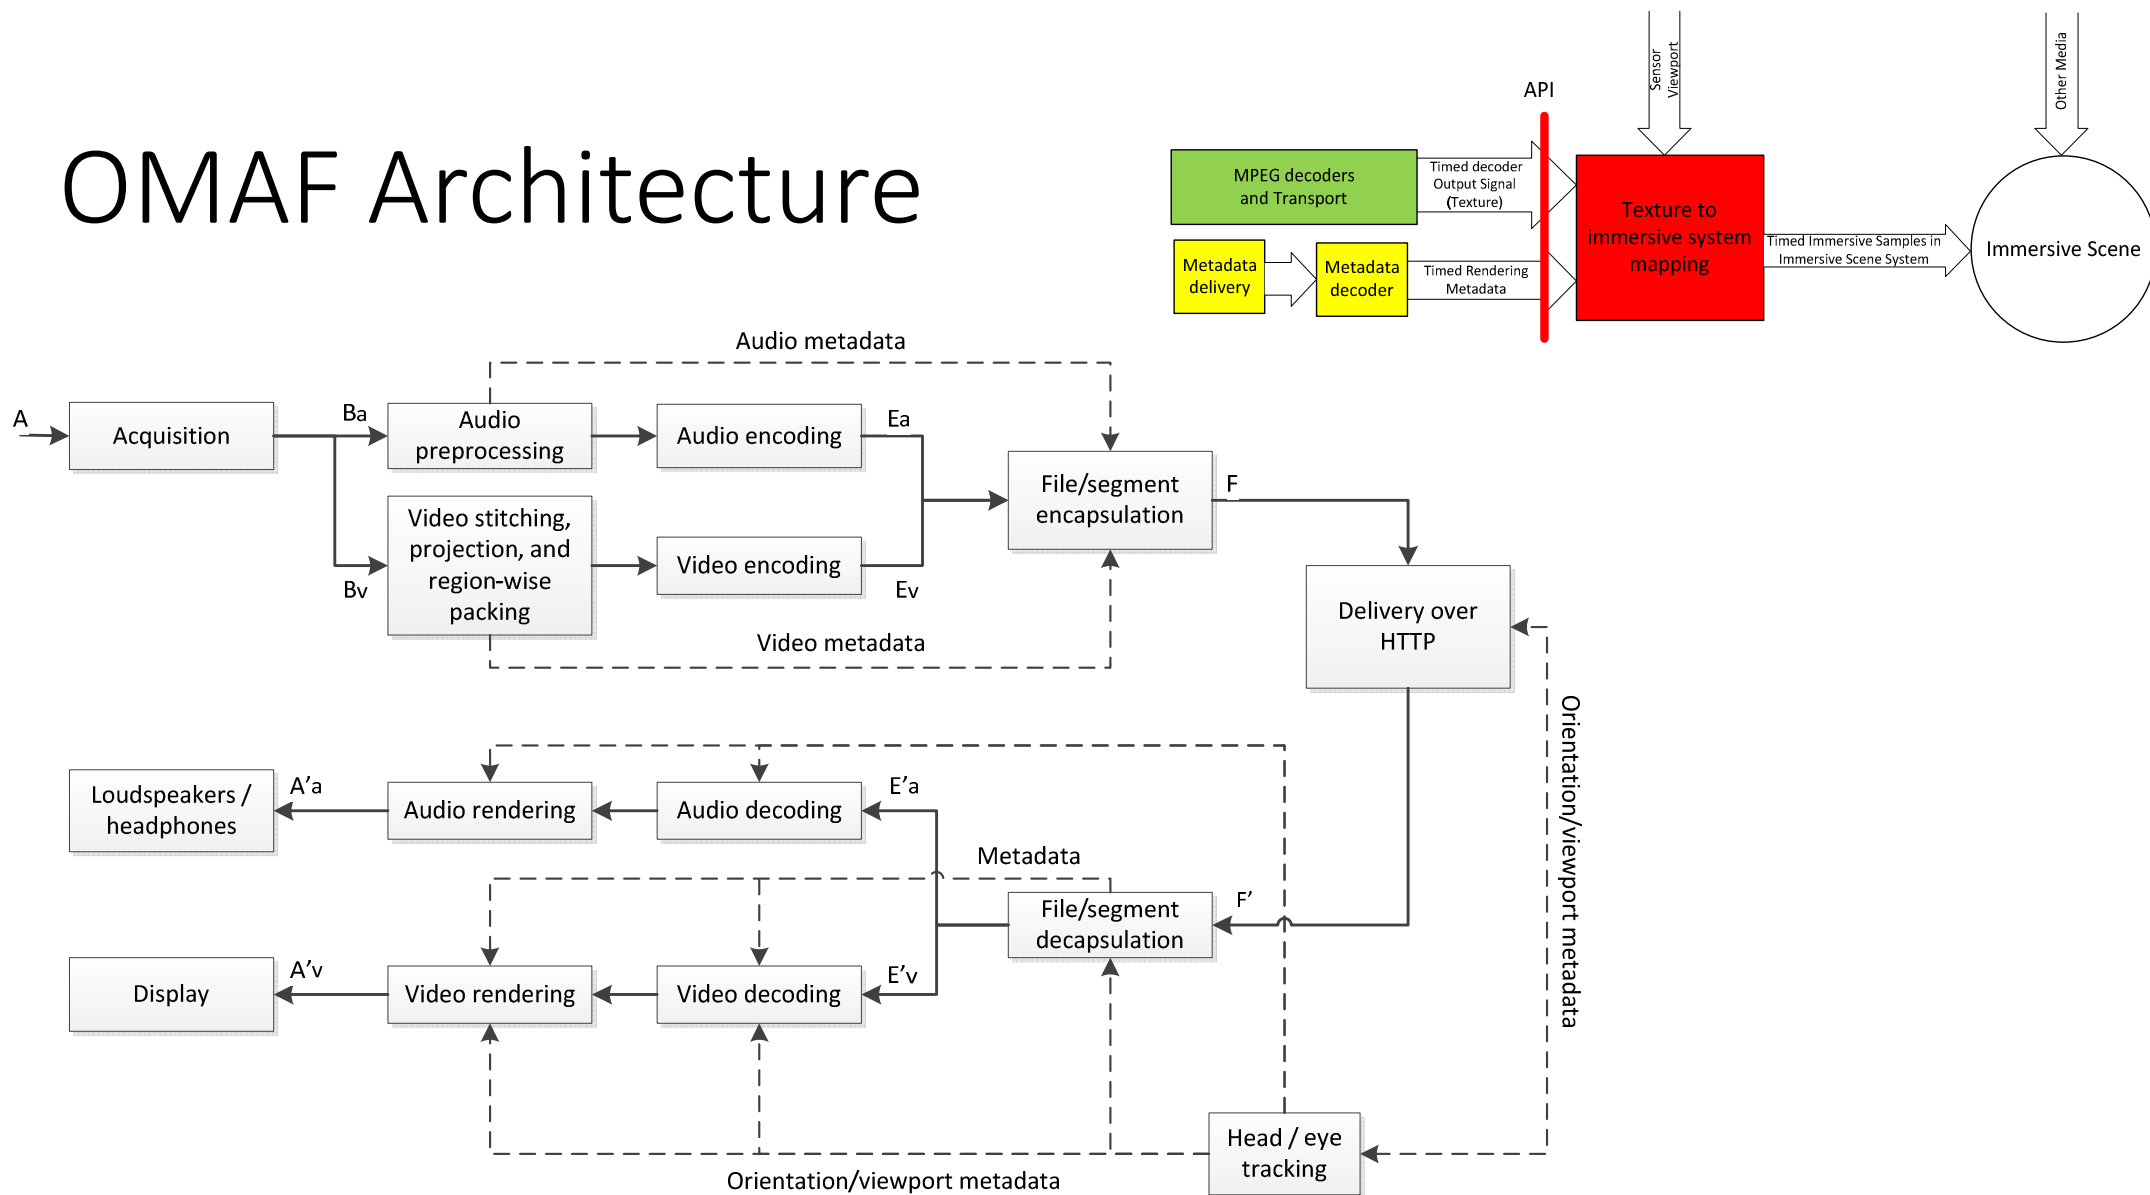 OMAF Architecture
API
Sensor
Viewport
Other Media
MPEG decoders
and Transport
Timed decoder
Output Signal
(Texture)
Metadata
delivery
Metadata
decoder
Timed Rendering
Metadata
Texture to
immersive system
mapping
Timed Immersive Samples in
Immersive Scene System
Immersive Scene
Audio metadata
A
Acquisition
Ba
Audio
preprocessing
Audio encoding
Ea
File/segment
encapsulation
F
Bv
Video stitching,
projection, and
region-wise
packing
Video encoding
Ev
Video metadata
Delivery over
HTTP
Orientation/viewport metadata
Loudspeakers /
headphones
A’a
Audio rendering
Audio decoding
E’a
Metadata
File/segment
decapsulation
F’
Display
A’v
Video rendering
Video decoding
E’v
Head / eye
tracking
Orientation/viewport metadata